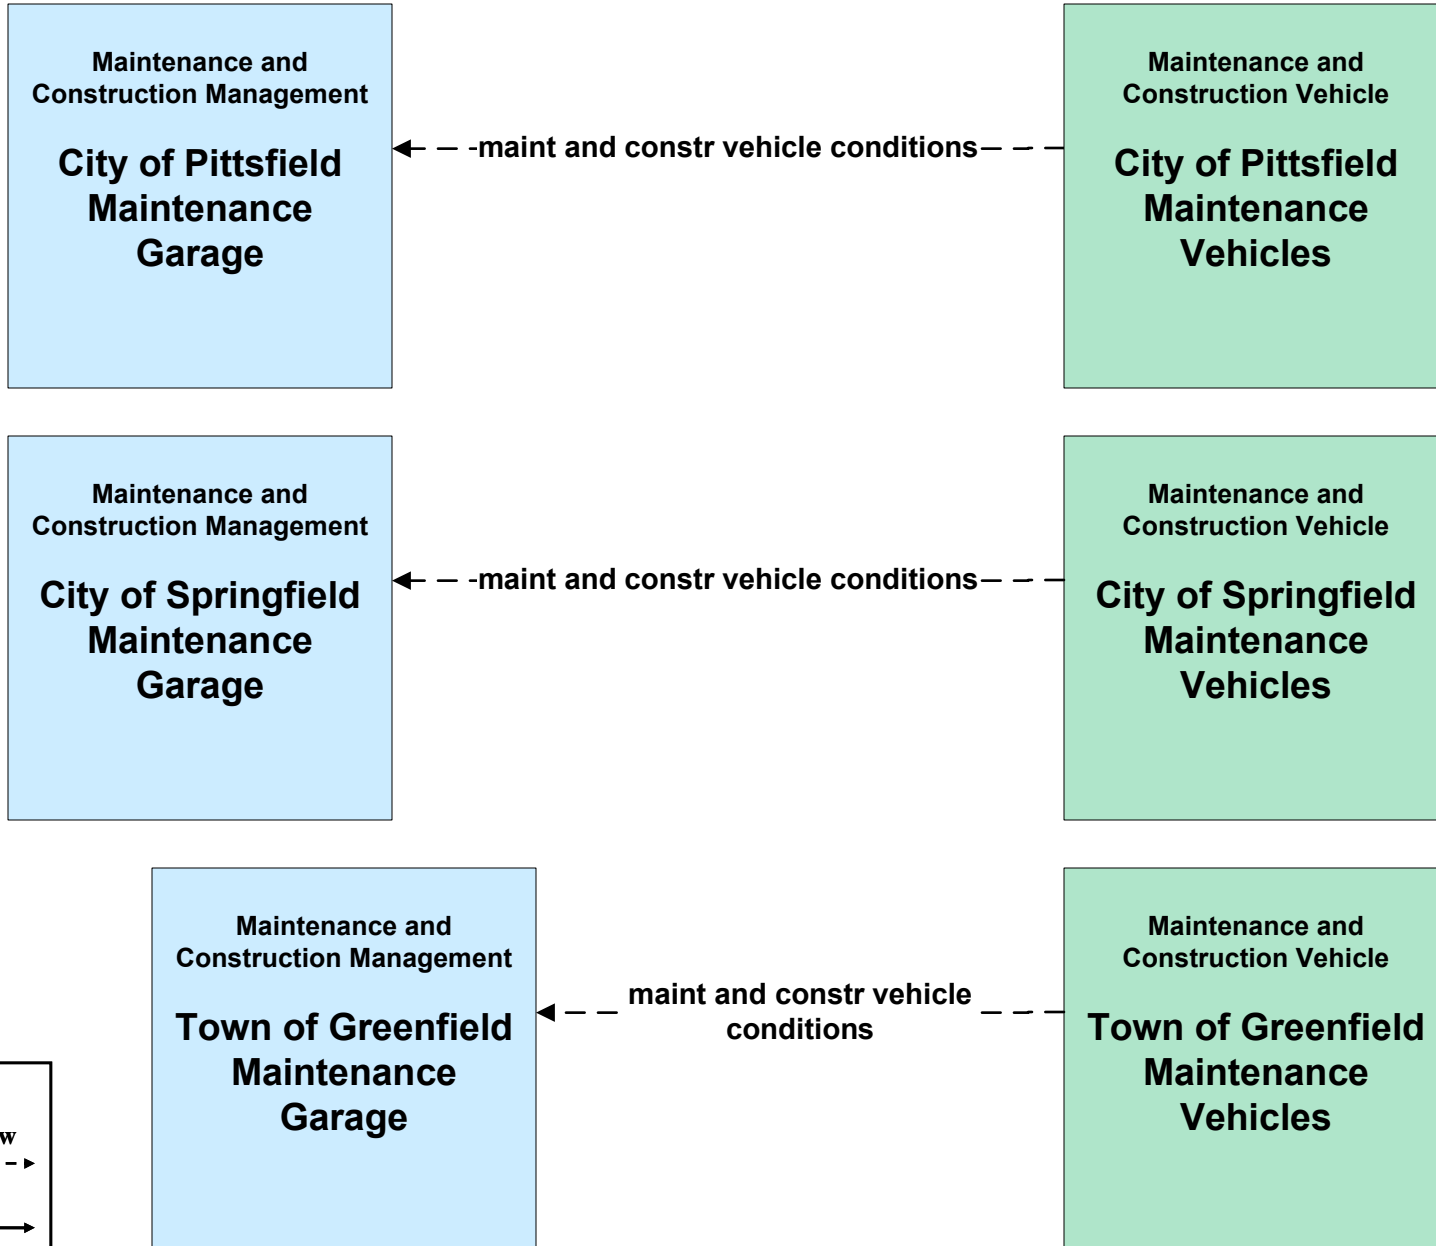 Maintenance and
Construction Management
City of Pittsfield
Maintenance
Garage
maint and constr vehicle conditions
Maintenance and
Construction Vehicle
City of Pittsfield
Maintenance
Vehicles
Maintenance and
Construction Management
City of Springfield
Maintenance
Garage
maint and constr vehicle conditions
Maintenance and
Construction Vehicle
City of Springfield
Maintenance
Vehicles
Maintenance and
Construction Management
Town of Greenfield
Maintenance
Garage
maint and constr vehicle
conditions
Maintenance and
Construction Vehicle
Town of Greenfield
Maintenance
Vehicles